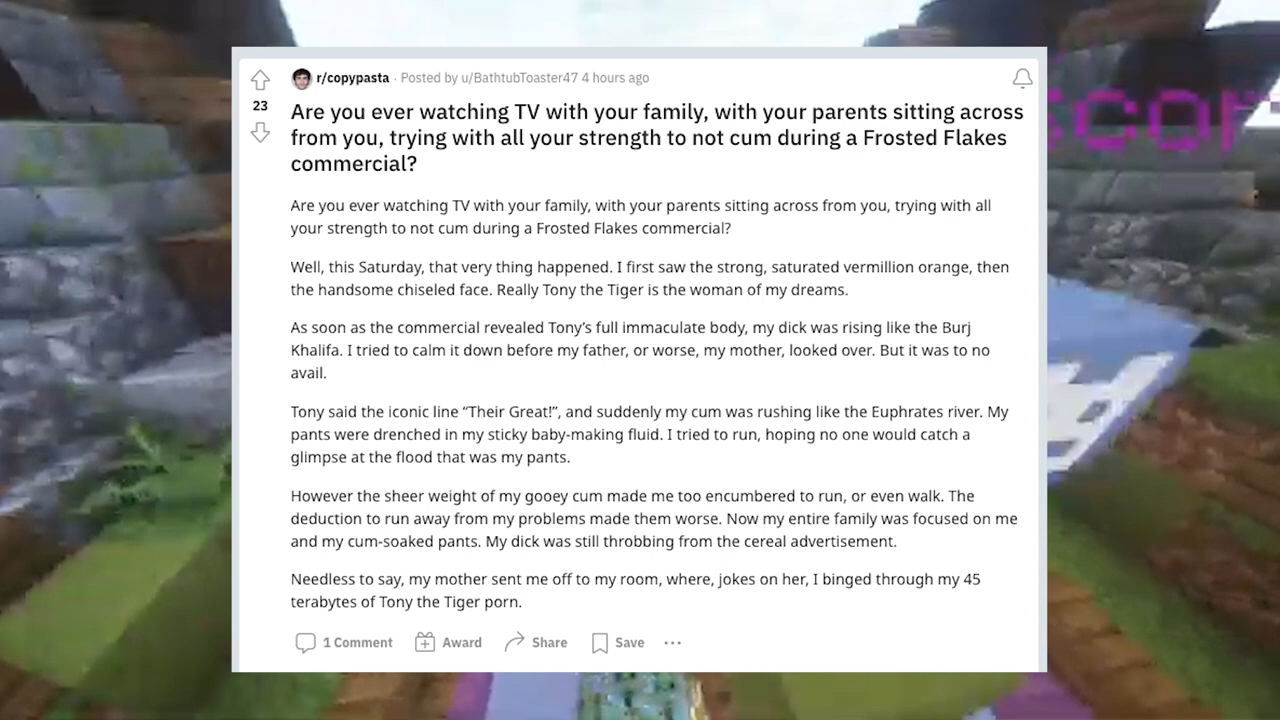 r/copypasta · Posted by u/BathtubToaster47 4 hours ago
23
Are you ever watching TV with your family, with your parents sitting across
from you, trying with all your strength to not cum during a Frosted Flakes
commercial?
Are you ever watching TV with your family, with your parents sitting across from you, trying with all
your strength to not cum during a Frosted Flakes commercial?
Well, this Saturday, that very thing happened. I first saw the strong, saturated vermillion orange, then
the handsome chiseled face. Really Tony the Tiger is the woman of my dreams.
As soon as the commercial revealed Tony's full immaculate body, my dick was rising like the Burj
Khalifa. I tried to calm it down before my father, or worse, my mother, looked over. But it was to no
avail.
Tony said the iconic line “Their Great!”, and suddenly my cum was rushing like the Euphrates river. My
pants were drenched in my sticky baby-making fluid. I tried to run, hoping no one would catch a
glimpse at the flood that was my pants.
However the sheer weight of my gooey cum made me too encumbered to run, or even walk. The
deduction to run away from my problems made them worse. Now my entire family was focused on me
and my cum-soaked pants. My dick was still throbbing from the cereal advertisement.
Needless to say, my mother sent me off to my room, where, jokes on her, I binged through my 45
terabytes of Tony the Tiger porn.
1 Comment Award Share Save ...